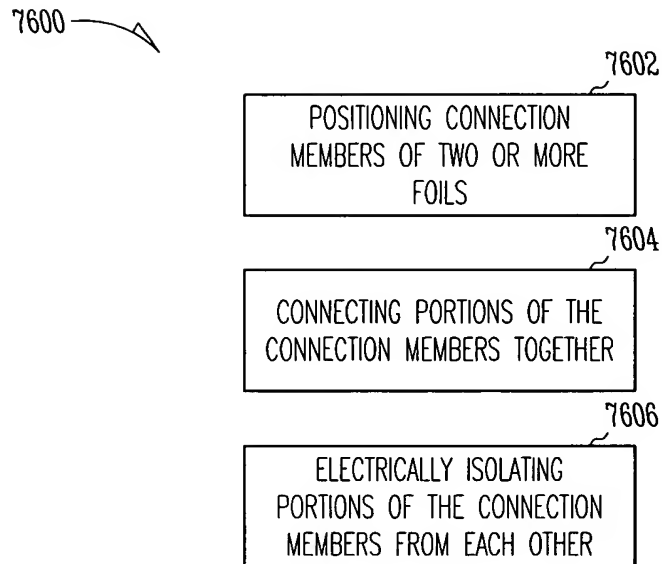 7600
7602
POSITIONING CONNECTION
MEMBERS OF TWO OR MORE
FOILS
7604
CONNECTING PORTIONS OF THE
CONNECTION MEMBERS TOGETHER
7606
ELECTRICALLY ISOLATING
PORTIONS OF THE CONNECTION
MEMBERS FROM EACH OTHER